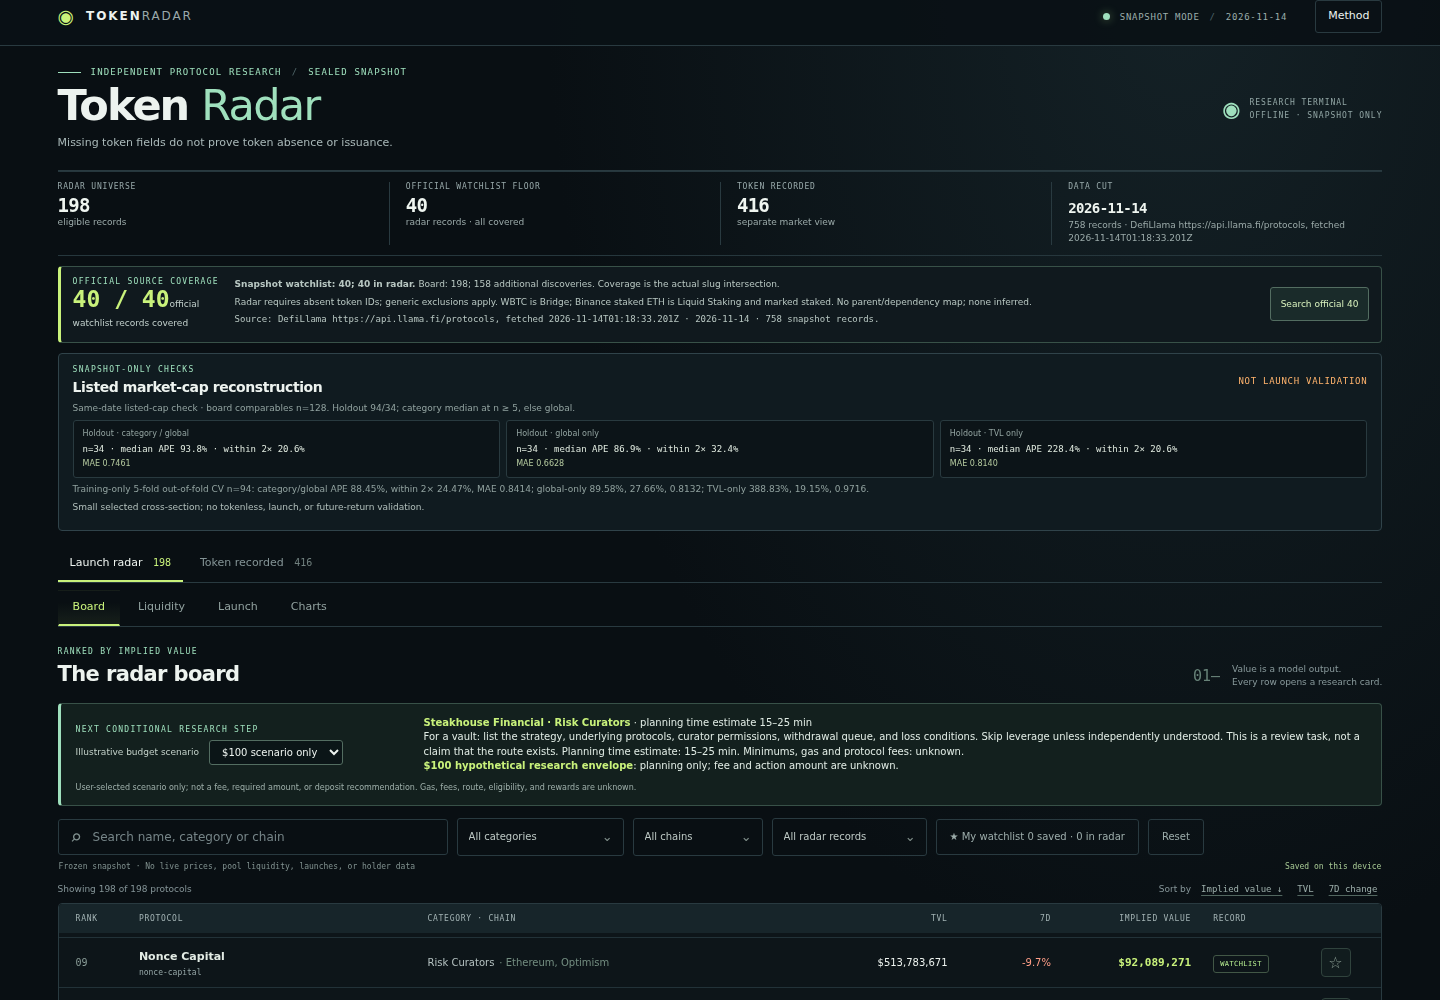 TOKENRADAR
SNAPSHOT MODE / 2026-11-14
Method
INDEPENDENT PROTOCOL RESEARCH / SEALED SNAPSHOT
Token Radar
Missing token fields do not prove token absence or issuance.
RESEARCH TERMINAL
OFFLINE · SNAPSHOT ONLY
RADAR UNIVERSE
198
eligible records
OFFICIAL WATCHLIST FLOOR
40
radar records · all covered
TOKEN RECORDED
416
separate market view
DATA CUT
2026-11-14
758 records · DefiLlama https://api.llama.fi/protocols, fetched
2026-11-14T01:18:33.201Z
OFFICIAL SOURCE COVERAGE
40 / 40 official
watchlist records covered
Snapshot watchlist: 40; 40 in radar. Board: 198; 158 additional discoveries. Coverage is the actual slug intersection.
Radar requires absent token IDs; generic exclusions apply. WBTC is Bridge; Binance staked ETH is Liquid Staking and marked staked. No parent/dependency map; none inferred.
Source: DefiLlama https://api.llama.fi/protocols, fetched 2026-11-14T01:18:33.201Z · 2026-11-14 · 758 snapshot records.
Search official 40
SNAPSHOT-ONLY CHECKS
Listed market-cap reconstruction
NOT LAUNCH VALIDATION
Same-date listed-cap check · board comparables n=128. Holdout 94/34; category median at n ≥ 5, else global.
Holdout · category / global
n=34 · median APE 93.8% · within 2× 20.6%
MAE 0.7461
Holdout · global only
n=34 · median APE 86.9% · within 2× 32.4%
MAE 0.6628
Holdout · TVL only
n=34 · median APE 228.4% · within 2× 20.6%
MAE 0.8140
Training-only 5-fold out-of-fold CV n=94: category/global APE 88.45%, within 2× 24.47%, MAE 0.8414; global-only 89.58%, 27.66%, 0.8132; TVL-only 388.83%, 19.15%, 0.9716.
Small selected cross-section; no tokenless, launch, or future-return validation.
Launch radar 198
Token recorded 416
Board
Liquidity
Launch
Charts
RANKED BY IMPLIED VALUE
The radar board
01—
Value is a model output.
Every row opens a research card.
NEXT CONDITIONAL RESEARCH STEP
Illustrative budget scenario
$100 scenario only
Steakhouse Financial · Risk Curators · planning time estimate 15–25 min
For a vault: list the strategy, underlying protocols, curator permissions, withdrawal queue, and loss conditions. Skip leverage unless independently understood. This is a review task, not a
claim that the route exists. Planning time estimate: 15–25 min. Minimums, gas and protocol fees: unknown.
$100 hypothetical research envelope: planning only; fee and action amount are unknown.
User-selected scenario only; not a fee, required amount, or deposit recommendation. Gas, fees, route, eligibility, and rewards are unknown.
Search name, category or chain
All categories
All chains
All radar records
★ My watchlist 0 saved · 0 in radar
Reset
Frozen snapshot · No live prices, pool liquidity, launches, or holder data
Saved on this device
Showing 198 of 198 protocols
Sort by Implied value ↓ TVL 7D change
RANK PROTOCOL CATEGORY · CHAIN TVL 7D IMPLIED VALUE RECORD
09 Nonce Capital Risk Curators · Ethereum, Optimism $513,783,671 -9.7% $92,089,271 WATCHLIST ☆
nonce-capital